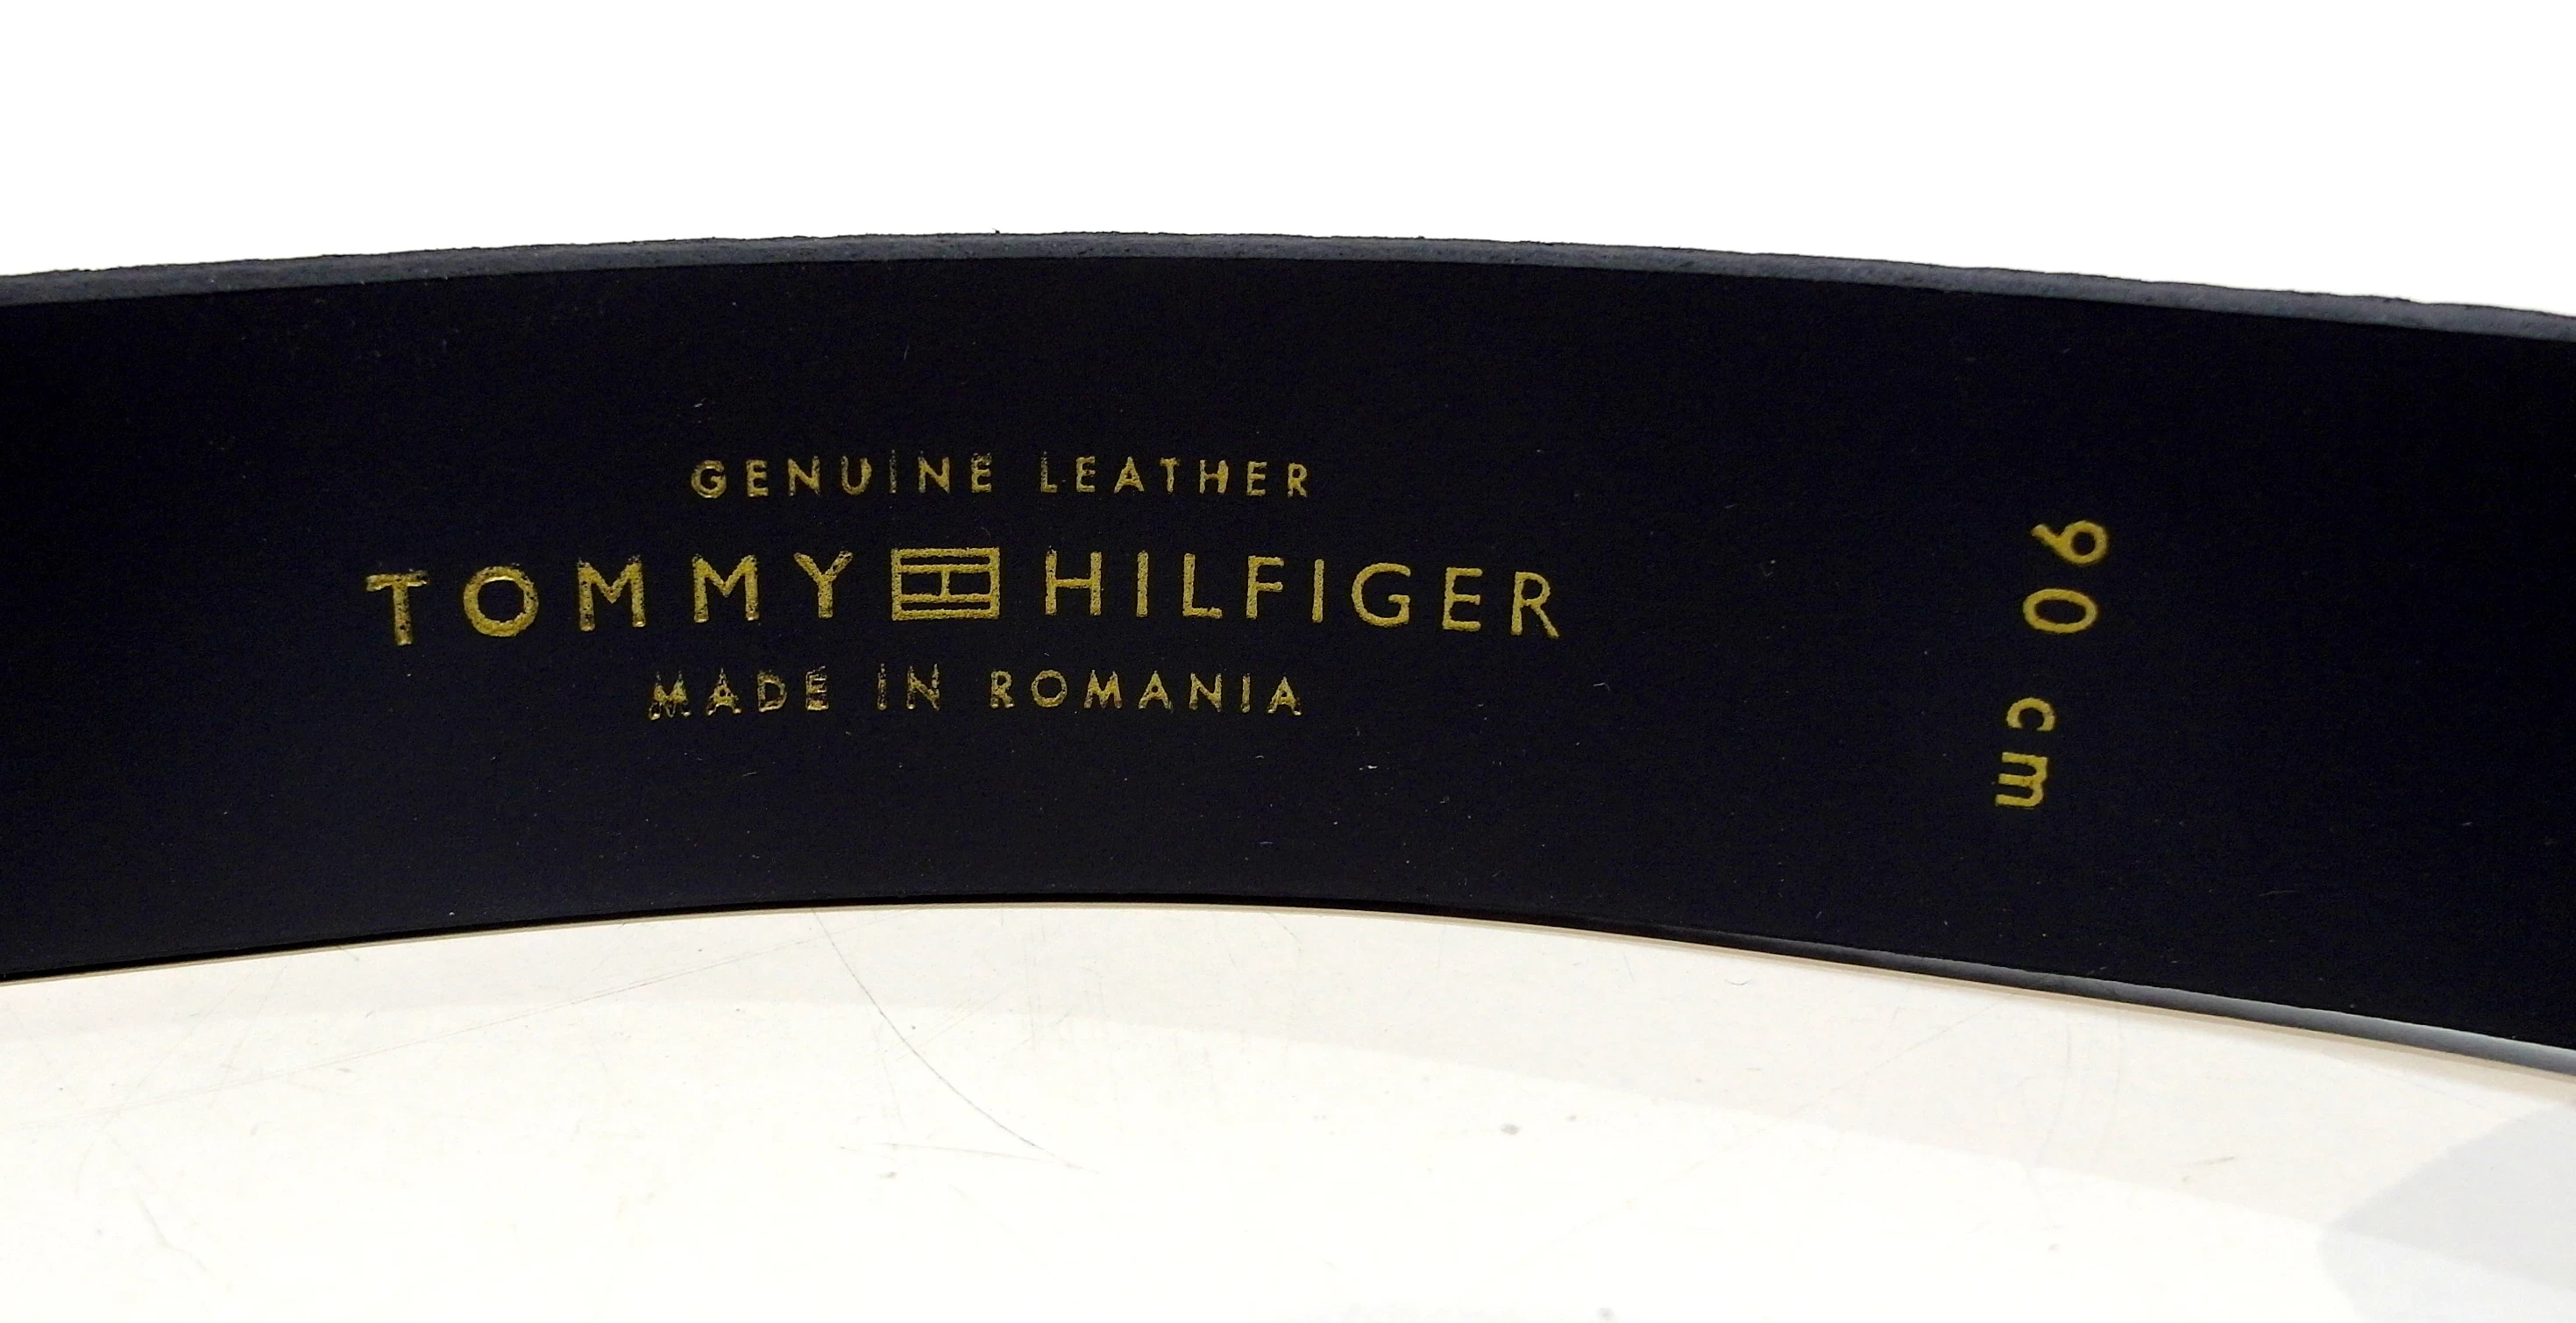 GENUINE LEATHER
TOMMY HILFIGER
MADE IN ROMANIA
90 cm